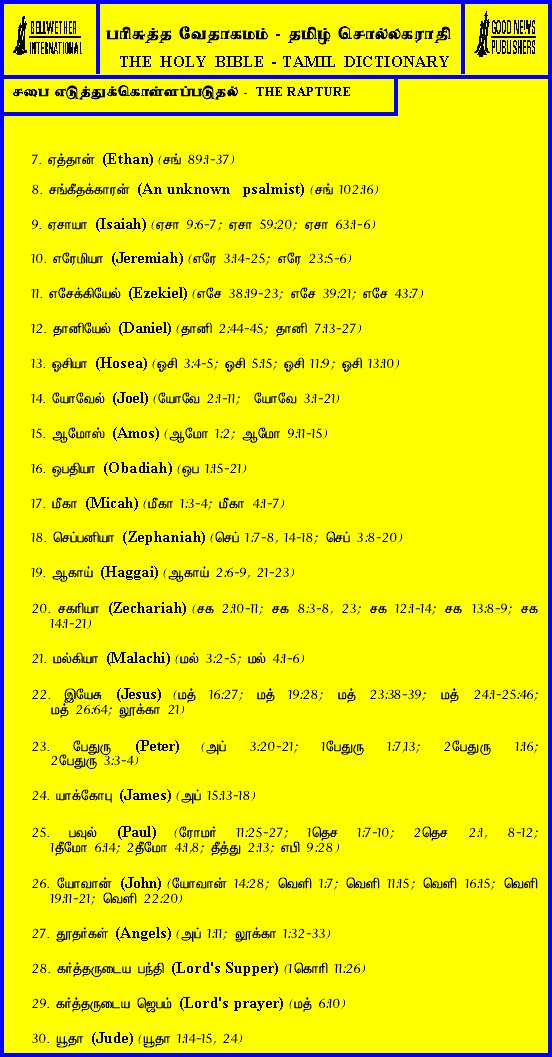 BELLWETHER
INTERNATIONAL
பரிசுத்த வேதாகமம் - தமிழ் சொல்லகராதி
THE HOLY BIBLE - TAMIL DICTIONARY
GOOD NEWS
PUBLISHERS
சபை எடுத்துக்கொள்ளப்படுதல் - THE RAPTURE
7. ஏத்தான் (Ethan) (சங் 89:1-37)
8. சங்கீதக்காரன் (An unknown psalmist) (சங் 102:16)
9. ஏசாயா (Isaiah) (ஏசா 9:6-7; ஏசா 59:20; ஏசா 63:1-6)
10. எரேமியா (Jeremiah) (எரே 3:14-25; எரே 23:5-6)
11. எசேக்கியேல் (Ezekiel) (எசே 38:19-23; எசே 39:21; எசே 43:7)
12. தானியேல் (Daniel) (தானி 2:44-45; தானி 7:13-27)
13. ஒசியா (Hosea) (ஒசி 3:4-5; ஒசி 5:15; ஒசி 11:9; ஒசி 13:10)
14. யோவேல் (Joel) (யோவே 2:1-11; யோவே 3:1-21)
15. ஆமோஸ் (Amos) (ஆமோ 1:2; ஆமோ 9:11-15)
16. ஒபதியா (Obadiah) (ஒப 1:15-21)
17. மீகா (Micah) (மீகா 1:3-4; மீகா 4:1-7)
18. செப்பனியா (Zephaniah) (செப் 1:7-8, 14-18; செப் 3:8-20)
19. ஆகாய் (Haggai) (ஆகாய் 2:6-9, 21-23)
20. சகரியா (Zechariah) (சக 2:10-11; சக 8:3-8, 23; சக 12:1-14; சக 13:8-9; சக
14:1-21)
21. மல்கியா (Malachi) (மல் 3:2-5; மல் 4:1-6)
22. இயேசு (Jesus) (மத் 16:27; மத் 19:28; மத் 23:38-39; மத் 24:1-25:46;
மத் 26:64; லூக்கா 21)
23. பேதுரு (Peter) (அப் 3:20-21; 1பேதுரு 1:7,13; 2பேதுரு 1:16;
2பேதுரு 3:3-4)
24. யாக்கோபு (James) (அப் 15:13-18)
25. பவுல் (Paul) (ரோமர் 11:25-27; 1தெச 1:7-10; 2தெச 2:1, 8-12;
1தீமோ 6:14; 2தீமோ 4:1,8; தீத்து 2:13; எபி 9:28)
26. யோவான் (John) (யோவான் 14:28; வெளி 1:7; வெளி 11:15; வெளி 16:15; வெளி
19:11-21; வெளி 22:20)
27. தூதர்கள் (Angels) (அப் 1:11; லூக்கா 1:32-33)
28. கர்த்தருடைய பந்தி (Lord's Supper) (1கொரி 11:26)
29. கர்த்தருடைய ஜெபம் (Lord's prayer) (மத் 6:10)
30. யூதா (Jude) (யூதா 1:14-15, 24)